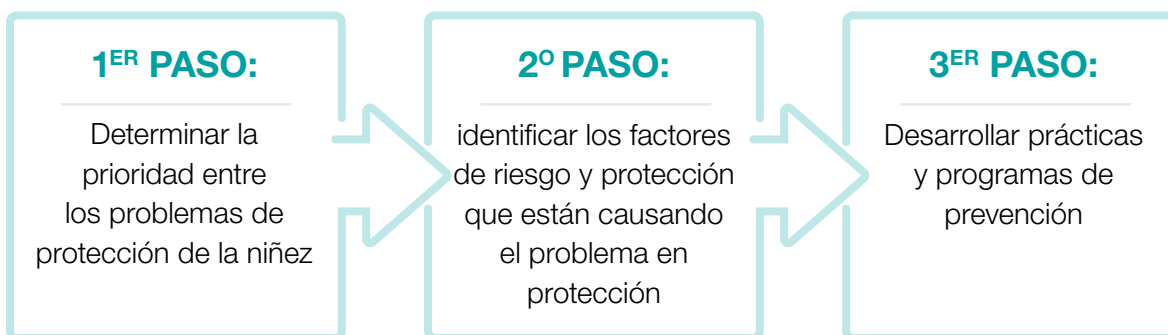 1ER PASO:
Determinar la
prioridad entre
los problemas de
protección de la niñez
2O PASO:
identificar los factores
de riesgo y protección
que están causando
el problema en
protección
3ER PASO:
Desarrollar prácticas
y programas de
prevención